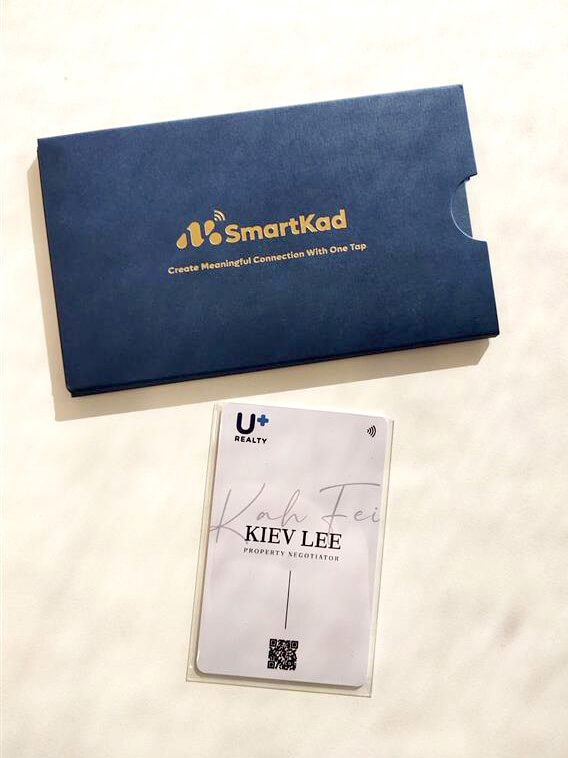 SmartKad
Create Meaningful Connection With One Tap
U+
REALTY
Kah Fei
KIEV LEE
PROPERTY NEGOTIATOR